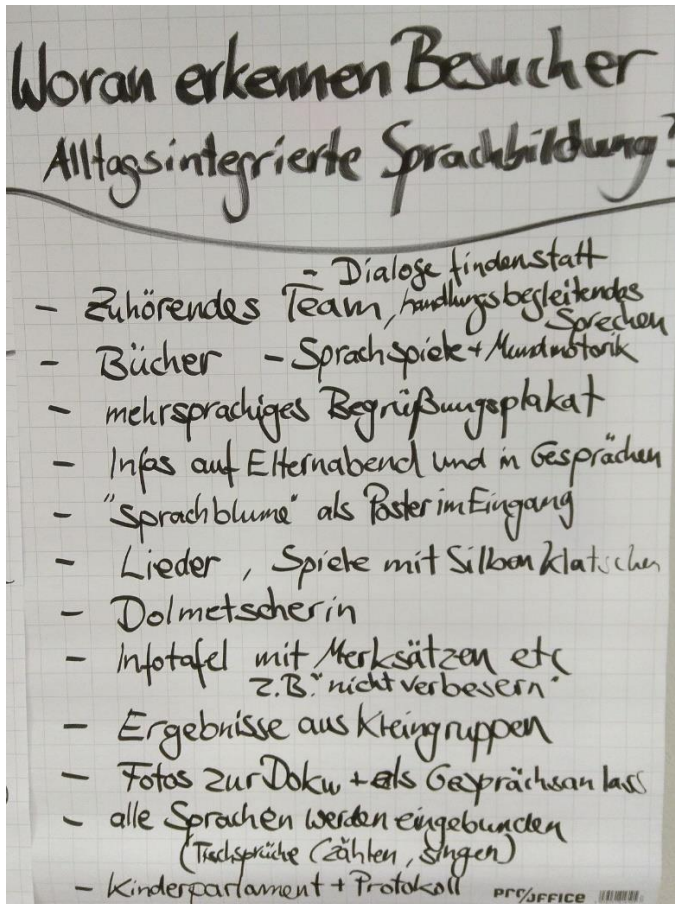 Woran erkennen Besucher
Alltagsintegrierte Sprachbildung?
- Dialoge finden statt
- Zuhörendes Team, handlungsbegleitendes
Sprechen
- Bücher - Sprachspiele + Mundmotorik
- mehrsprachiges Begrüßungsplakat
- Infos auf Elternabend und in Gesprächen
- "Sprachblume" als Poster im Eingang
- Lieder, Spiele mit Silben klatschen
- Dolmetscherin
- Infotafel mit Merksätzen etc
z.B. "nicht verbesern"
- Ergebnisse aus Kleingruppen
- Fotos zur Doku + als Gesprächsanlass
- alle Sprachen werden eingebunden
(Tischsprüche (zählen, singen)
- Kinderparlament + Protokoll
PRO/OFFICE